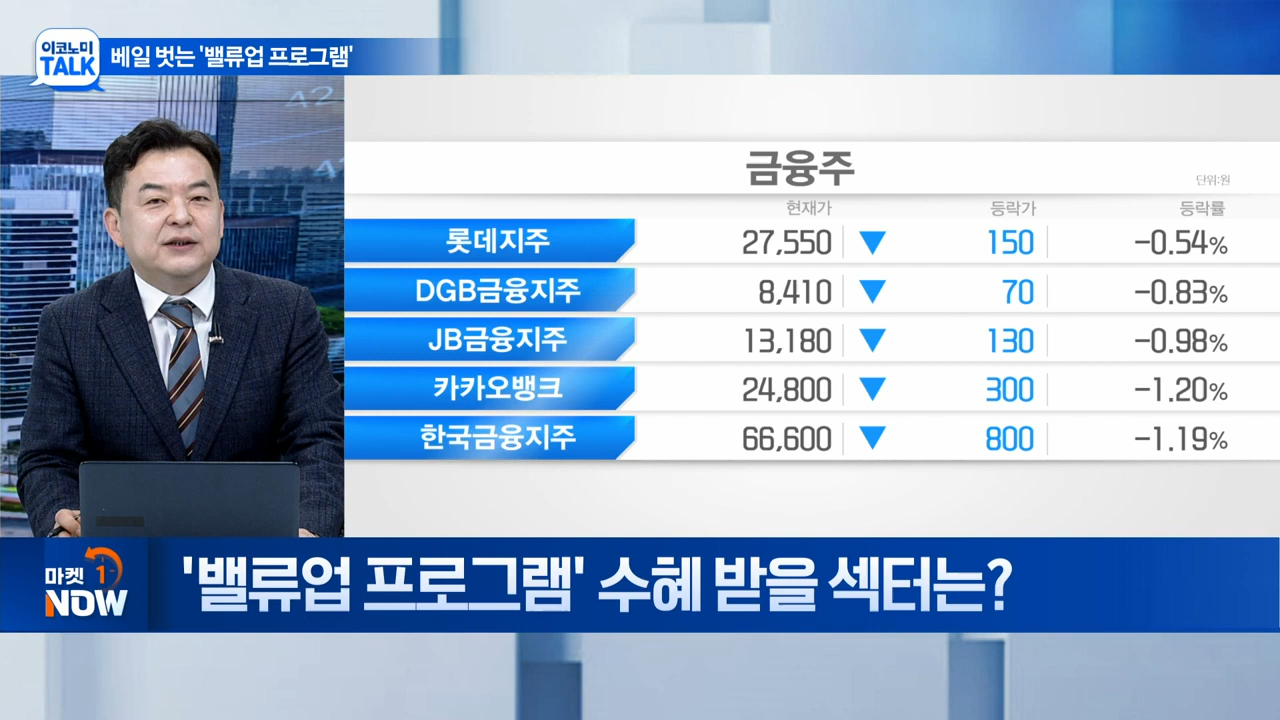 이코노미
TALK
베일 벗는 '밸류업 프로그램'
42
금융주
단위:원
현재가 등락가 등락률
롯데지주 27,550 ▼ 150 -0.54%
DGB금융지주 8,410 ▼ 70 -0.83%
JB금융지주 13,180 ▼ 130 -0.98%
카카오뱅크 24,800 ▼ 300 -1.20%
한국금융지주 66,600 ▼ 800 -1.19%
마켓 1
NOW
'밸류업 프로그램' 수혜 받을 섹터는?